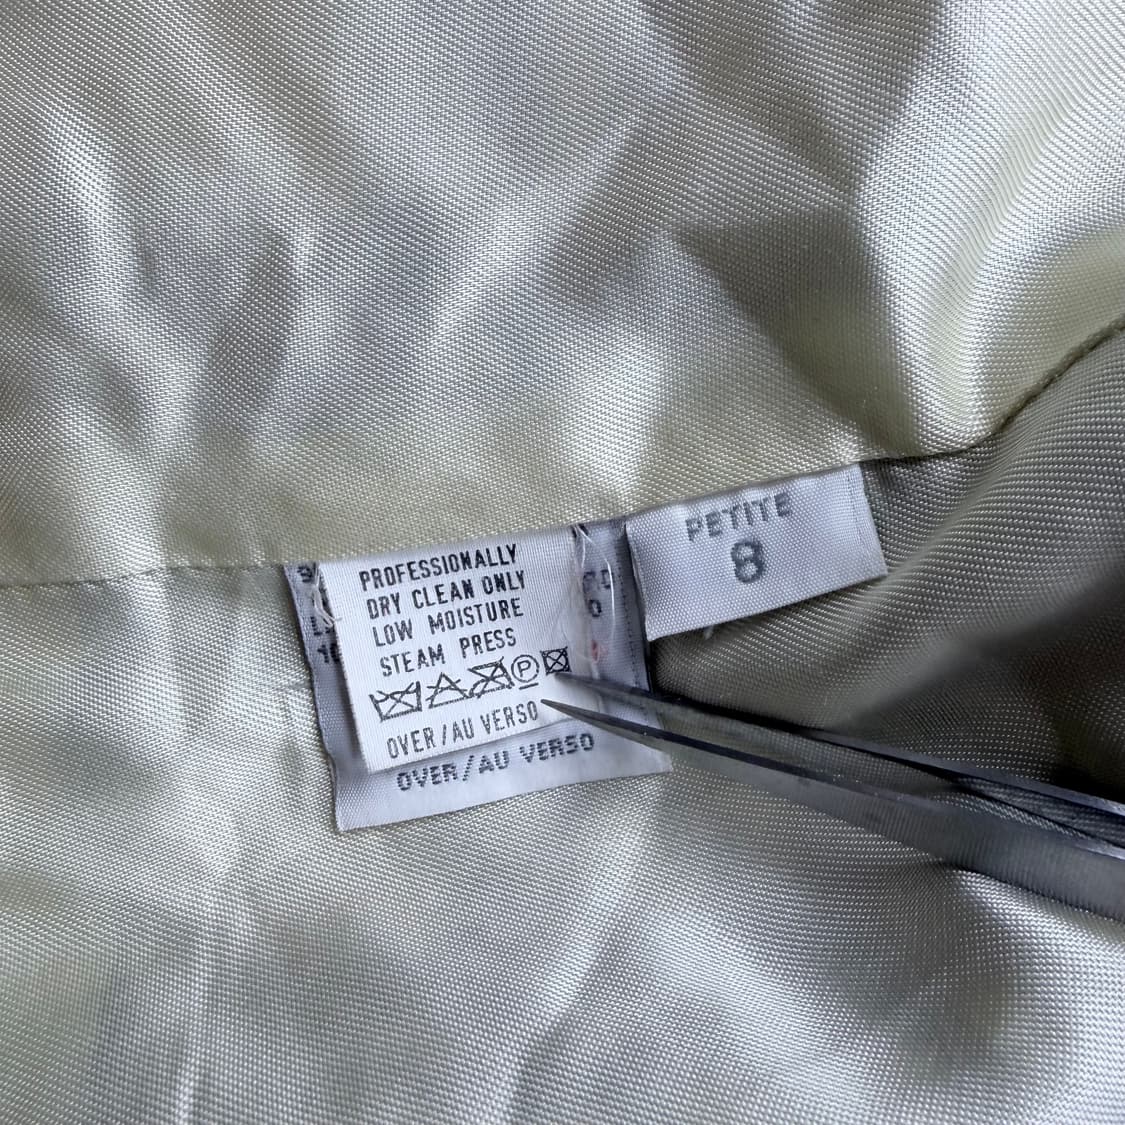 PROFESSIONALLY
DRY CLEAN ONLY
LOW MOISTURE
STEAM PRESS
P
OVER/AU VERSO
OVER/AU VERSO
PETITE
8